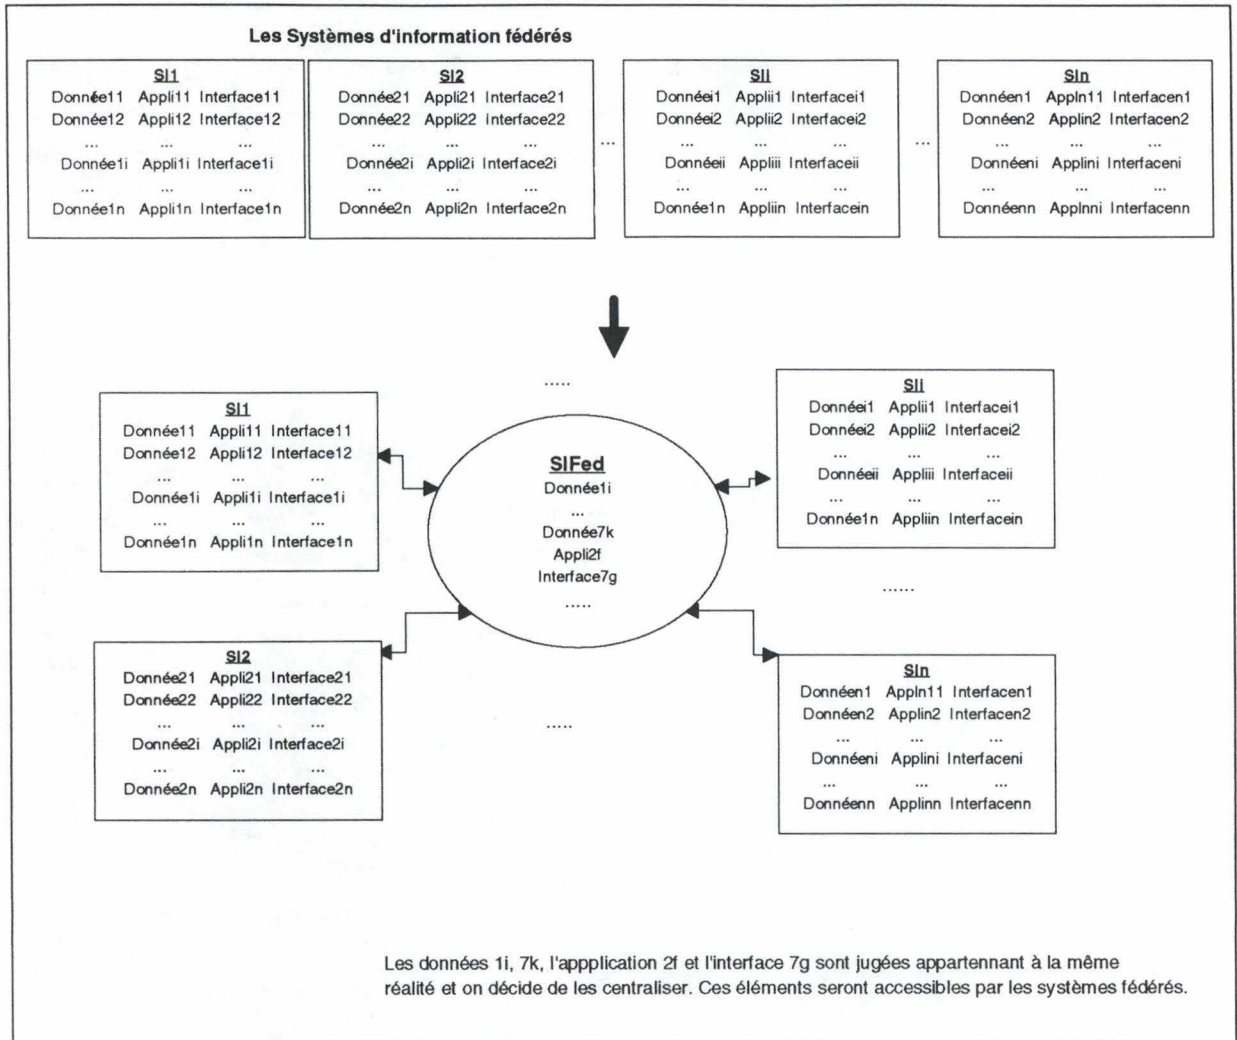 Les Systèmes d'information fédérés
SI1
Donnée11 Appli11 Interface11
Donnée12 Appli12 Interface12
... ... ...
Donnée1i Appli1i Interface1i
... ... ...
Donnée1n Appli1n Interface1n
SI2
Donnée21 Appli21 Interface21
Donnée22 Appli22 Interface22
... ... ...
Donnée2i Appli2i Interface2i
... ... ...
Donnée2n Appli2n Interface2n
...
SIi
Donnéei1 Applii1 Interfacei1
Donnéei2 Applii2 Interfacei2
... ... ...
Donnéeii Appliii Interfaceii
... ... ...
Donnée1n Appliin Interfacein
...
SIn
Donnéen1 Appln11 Interfacen1
Donnéen2 Applin2 Interfacen2
... ... ...
Donnéeni Applini Interfaceni
... ... ...
Donnéenn Applnni Interfacenn
.....
SI1
Donnée11 Appli11 Interface11
Donnée12 Appli12 Interface12
... ... ...
Donnée1i Appli1i Interface1i
... ... ...
Donnée1n Appli1n Interface1n
SIFed
Donnée1i
...
Donnée7k
Appli2f
Interface7g
.....
SIi
Donnéei1 Applii1 Interfacei1
Donnéei2 Applii2 Interfacei2
... ... ...
Donnéeii Appliii Interfaceii
... ... ...
Donnée1n Appliin Interfacein
......
SI2
Donnée21 Appli21 Interface21
Donnée22 Appli22 Interface22
... ... ...
Donnée2i Appli2i Interface2i
... ... ...
Donnée2n Appli2n Interface2n
.....
SIn
Donnéen1 Appln11 Interfacen1
Donnéen2 Applin2 Interfacen2
... ... ...
Donnéeni Applini Interfaceni
... ... ...
Donnéenn Applinn Interfacenn
Les données 1i, 7k, l'appplication 2f et l'interface 7g sont jugées appartennant à la même
réalité et on décide de les centraliser. Ces éléments seront accessibles par les systèmes fédérés.